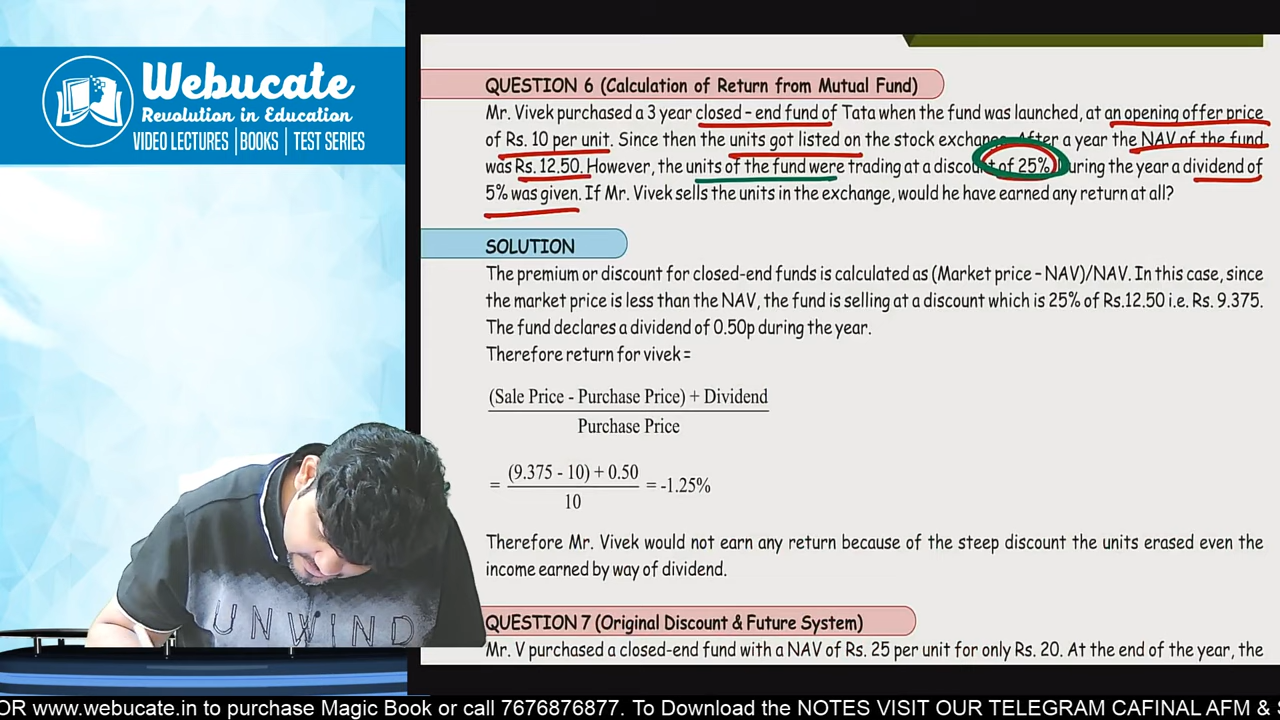 Webucate
Revolution in Education
VIDEO LECTURES | BOOKS | TEST SERIES
QUESTION 6 (Calculation of Return from Mutual Fund)
Mr. Vivek purchased a 3 year closed – end fund of Tata when the fund was launched, at an opening offer price
of Rs. 10 per unit. Since then the units got listed on the stock exchange. After a year the NAV of the fund
was Rs. 12.50. However, the units of the fund were trading at a discount of 25%. During the year a dividend of
5% was given. If Mr. Vivek sells the units in the exchange, would he have earned any return at all?
SOLUTION
The premium or discount for closed-end funds is calculated as (Market price – NAV)/NAV. In this case, since
the market price is less than the NAV, the fund is selling at a discount which is 25% of Rs.12.50 i.e. Rs. 9.375.
The fund declares a dividend of 0.50p during the year.
Therefore return for vivek =
(Sale Price - Purchase Price) + Dividend
Purchase Price
= (9.375 - 10) + 0.50 = -1.25%
10
Therefore Mr. Vivek would not earn any return because of the steep discount the units erased even the
income earned by way of dividend.
UNWIND
QUESTION 7 (Original Discount & Future System)
Mr. V purchased a closed-end fund with a NAV of Rs. 25 per unit for only Rs. 20. At the end of the year, the
OR www.webucate.in to purchase Magic Book or call 7676876877. To Download the NOTES VISIT OUR TELEGRAM CAFINAL AFM &